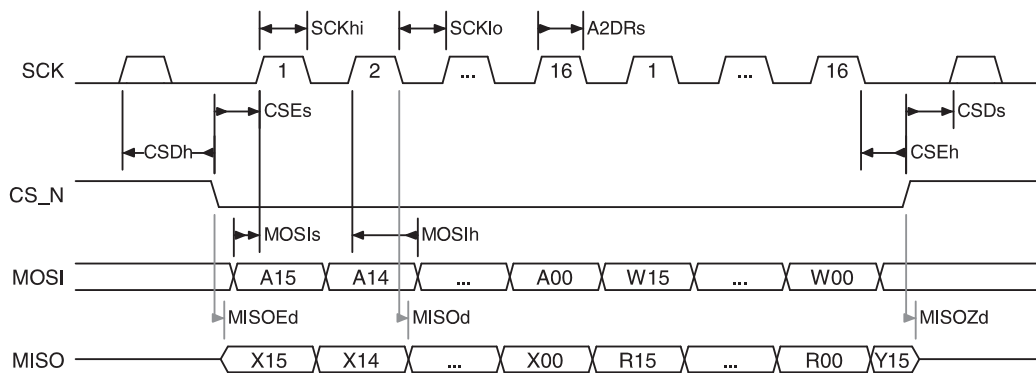 SCKhi SCKlo A2DRs
SCK 1 2 ... 16 1 ... 16
CSEs CSDs
CSDh CSEh
CS_N
MOSIs MOSIh
MOSI A15 A14 ... A00 W15 ... W00
MISOEd MISOd MISOZd
MISO X15 X14 ... X00 R15 ... R00 Y15